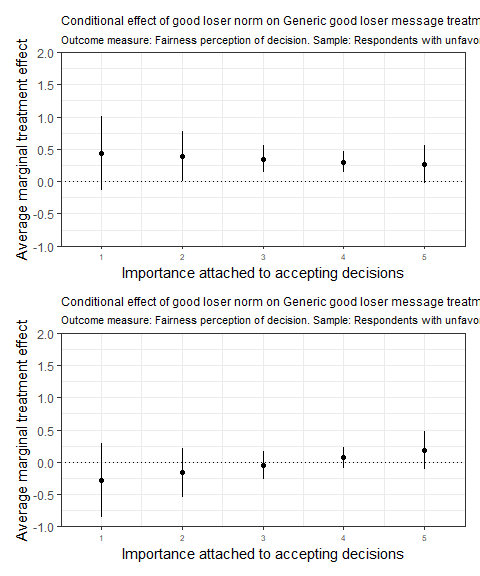 Conditional effect of good loser norm on Generic good loser message
Outcome measure: Fairness perception of decision. Sample: Respondents with
Average marginal treatment effect
2.0
1.5
1.0
0.5
0.0
-0.5
-1.0
1 2 3 4 5
Importance attached to accepting decisions
Conditional effect of good loser norm on Generic good loser message
Outcome measure: Fairness perception of decision. Sample: Respondents with
Average marginal treatment effect
2.0
1.5
1.0
0.5
0.0
-0.5
-1.0
1 2 3 4 5
Importance attached to accepting decisions